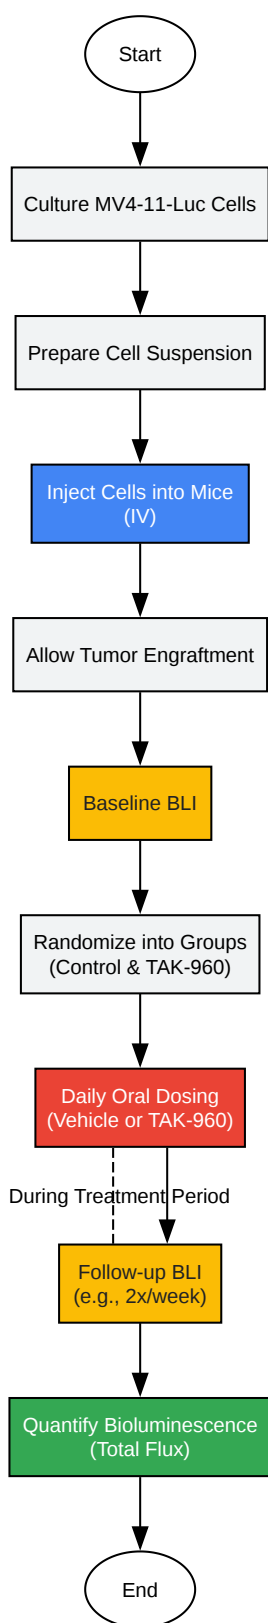 Start
Culture MV4-11-Luc Cells
Prepare Cell Suspension
Inject Cells into Mice
(IV)
Allow Tumor Engraftment
Baseline BLI
Randomize into Groups
(Control & TAK-960)
Daily Oral Dosing
(Vehicle or TAK-960)
During Treatment Period
Follow-up BLI
(e.g., 2x/week)
Quantify Bioluminescence
(Total Flux)
End